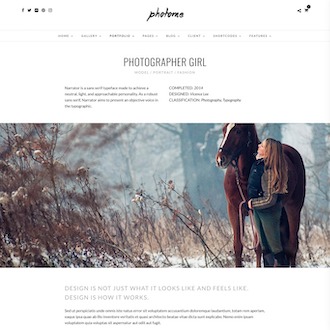 photome
HOME GALLERY PORTFOLIO PAGES BLOG CLIENT SHORTCODES FEATURES
PHOTOGRAPHER GIRL
MODEL / PORTRAIT / FASHION
Narrator is a sans serif typeface made to achieve a
neutral, light, and approachable personality. As a robust
sans serif, Narrator aims to present an objective voice in
the typographic.
COMPLETED: 2014
DESIGNED: Viceice Lee
CLASSIFICATION: Photography, Typography
DESIGN IS NOT JUST WHAT IT LOOKS LIKE AND FEELS LIKE.
DESIGN IS HOW IT WORKS.
Sed ut perspiciatis unde omnis iste natus error sit voluptatem accusantium doloremque laudantium, totam rem aperiam,
eaque ipsa quae ab illo inventore veritatis et quasi architecto beatae vitae dicta sunt explicabo. Nemo enim ipsam
voluptatem quia voluptas sit aspernatur aut odit aut fugit.